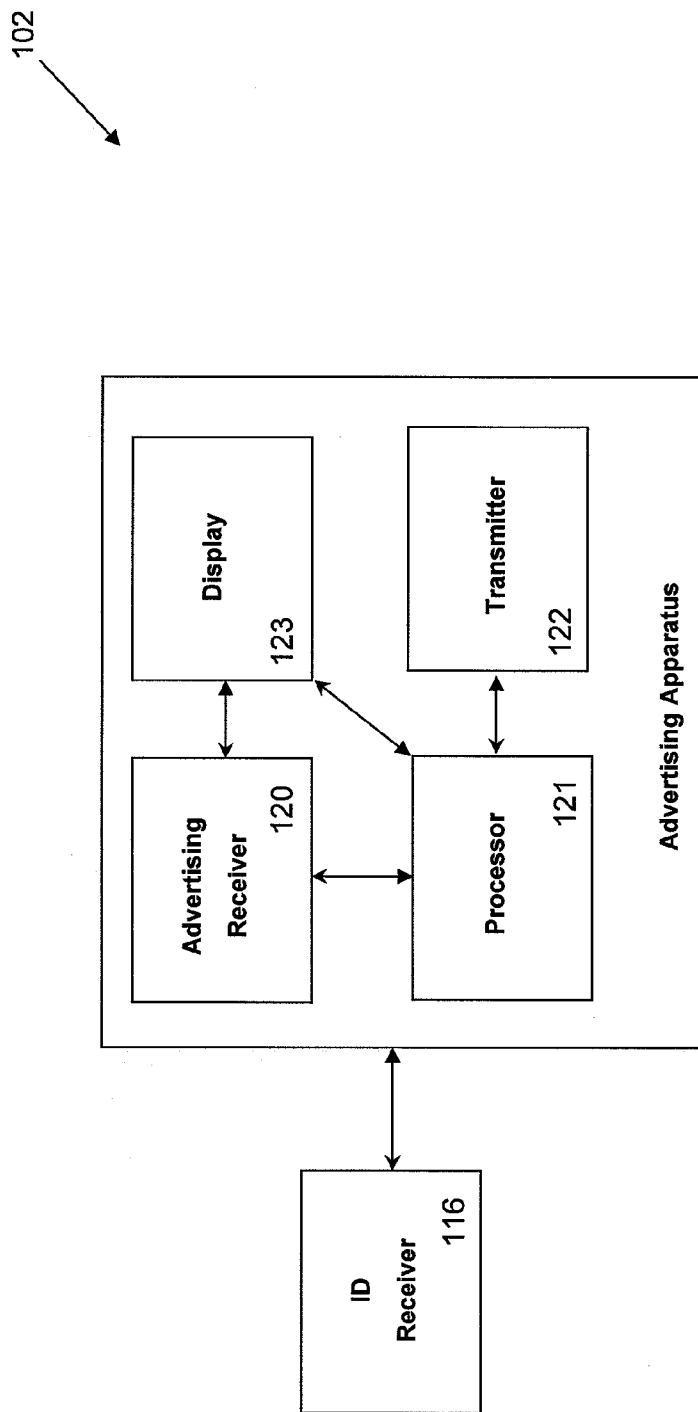 102
Advertising
Receiver
120
Display
123
ID
Receiver
116
Processor
121
Transmitter
122
Advertising Apparatus